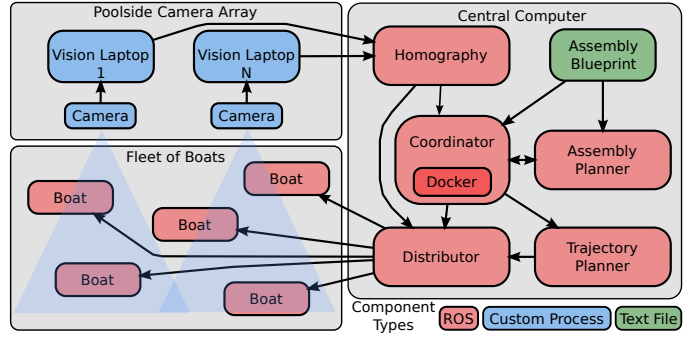 Poolside Camera Array
Vision Laptop
1
Vision Laptop
N
Camera
Camera
Fleet of Boats
Boat
Boat
Boat
Boat
Boat
Central Computer
Homography
Assembly
Blueprint
Coordinator
Docker
Assembly
Planner
Distributor
Trajectory
Planner
Component
Types
ROS
Custom Process
Text File